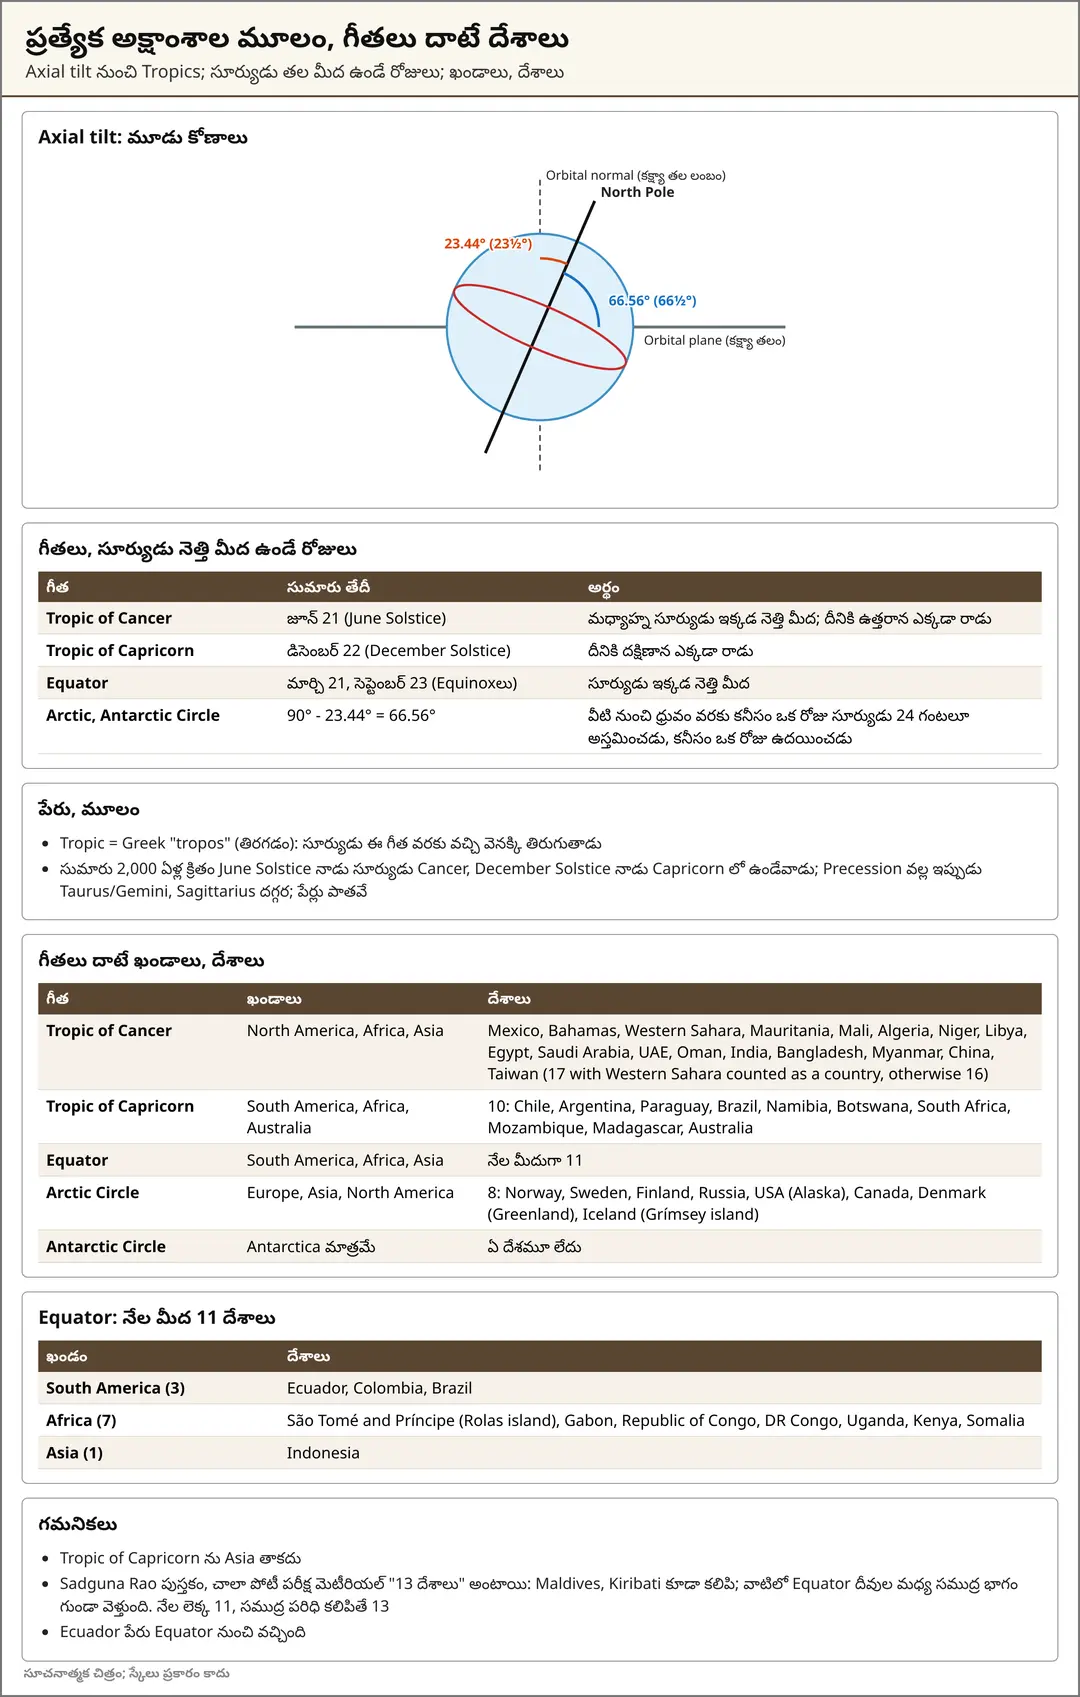 ప్రత్యేక అక్షాంశాల మూలం, గీతలు దాటే దేశాలు
Axial tilt నుంచి Tropics; సూర్యుడు తల మీద ఉండే రోజులు; ఖండాలు, దేశాలు
Axial tilt: మూడు కోణాలు
Orbital normal (కక్ష్యా తల లంబం)
North Pole
23.44° (23½°)
66.56° (66½°)
Orbital plane (కక్ష్యా తలం)
గీతలు, సూర్యుడు నెత్తి మీద ఉండే రోజులు
గీత సుమారు తేదీ అర్థం
Tropic of Cancer జూన్ 21 (June Solstice) మధ్యాహ్న సూర్యుడు ఇక్కడ నెత్తి మీద; దీనికి ఉత్తరాన ఎక్కడా రాడు
Tropic of Capricorn డిసెంబర్ 22 (December Solstice) దీనికి దక్షిణాన ఎక్కడా రాడు
Equator మార్చి 21, సెప్టెంబర్ 23 (Equinoxలు) సూర్యుడు ఇక్కడ నెత్తి మీద
Arctic, Antarctic Circle 90° - 23.44° = 66.56° వీటి నుంచి ధ్రువం వరకు కనీసం ఒక రోజు సూర్యుడు 24 గంటలూ
అస్తమించడు, కనీసం ఒక రోజు ఉదయించడు
పేరు, మూలం
• Tropic = Greek "tropos" (తిరగడం): సూర్యుడు ఈ గీత వరకు వచ్చి వెనక్కి తిరుగుతాడు
• సుమారు 2,000 ఏళ్ల క్రితం June Solstice నాడు సూర్యుడు Cancer, December Solstice నాడు Capricorn లో ఉండేవాడు; Precession వల్ల ఇప్పుడు
Taurus/Gemini, Sagittarius దగ్గర; పేర్లు పాతవే
గీతలు దాటే ఖండాలు, దేశాలు
గీత ఖండాలు దేశాలు
Tropic of Cancer North America, Africa, Asia Mexico, Bahamas, Western Sahara, Mauritania, Mali, Algeria, Niger, Libya,
Egypt, Saudi Arabia, UAE, Oman, India, Bangladesh, Myanmar, China,
Taiwan (17 with Western Sahara counted as a country, otherwise 16)
Tropic of Capricorn South America, Africa, 10: Chile, Argentina, Paraguay, Brazil, Namibia, Botswana, South Africa,
Australia Mozambique, Madagascar, Australia
Equator South America, Africa, Asia నేల మీదుగా 11
Arctic Circle Europe, Asia, North America 8: Norway, Sweden, Finland, Russia, USA (Alaska), Canada, Denmark
(Greenland), Iceland (Grímsey island)
Antarctic Circle Antarctica మాత్రమే ఏ దేశమూ లేదు
Equator: నేల మీద 11 దేశాలు
ఖండం దేశాలు
South America (3) Ecuador, Colombia, Brazil
Africa (7) São Tomé and Príncipe (Rolas island), Gabon, Republic of Congo, DR Congo, Uganda, Kenya, Somalia
Asia (1) Indonesia
గమనికలు
• Tropic of Capricorn ను Asia తాకదు
• Sadguna Rao పుస్తకం, చాలా పోటీ పరీక్ష మెటీరియల్ "13 దేశాలు" అంటాయి: Maldives, Kiribati కూడా కలిపి; వాటిలో Equator దీవుల మధ్య సముద్ర భాగం
గుండా వెళ్తుంది. నేల లెక్క 11, సముద్ర పరిధి కలిపితే 13
• Ecuador పేరు Equator నుంచి వచ్చింది
సూచనాత్మక చిత్రం; స్కేలు ప్రకారం కాదు